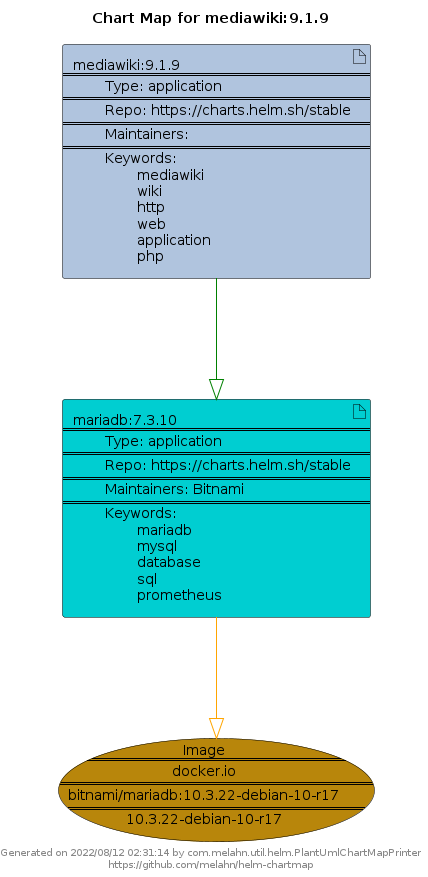 Chart Map for mediawiki:9.1.9
mediawiki:9.1.9
Type: application
Repo: https://charts.helm.sh/stable
Maintainers:
Keywords:
mediawiki
wiki
http
web
application
php
mariadb:7.3.10
Type: application
Repo: https://charts.helm.sh/stable
Maintainers: Bitnami
Keywords:
mariadb
mysql
database
sql
prometheus
Image
docker.io
bitnami/mariadb:10.3.22-debian-10-r17
10.3.22-debian-10-r17
Generated on 2022/08/12 02:31:14 by com.melahn.util.helm.PlantUmlChartMapPrinter
https://github.com/melahn/helm-chartmap